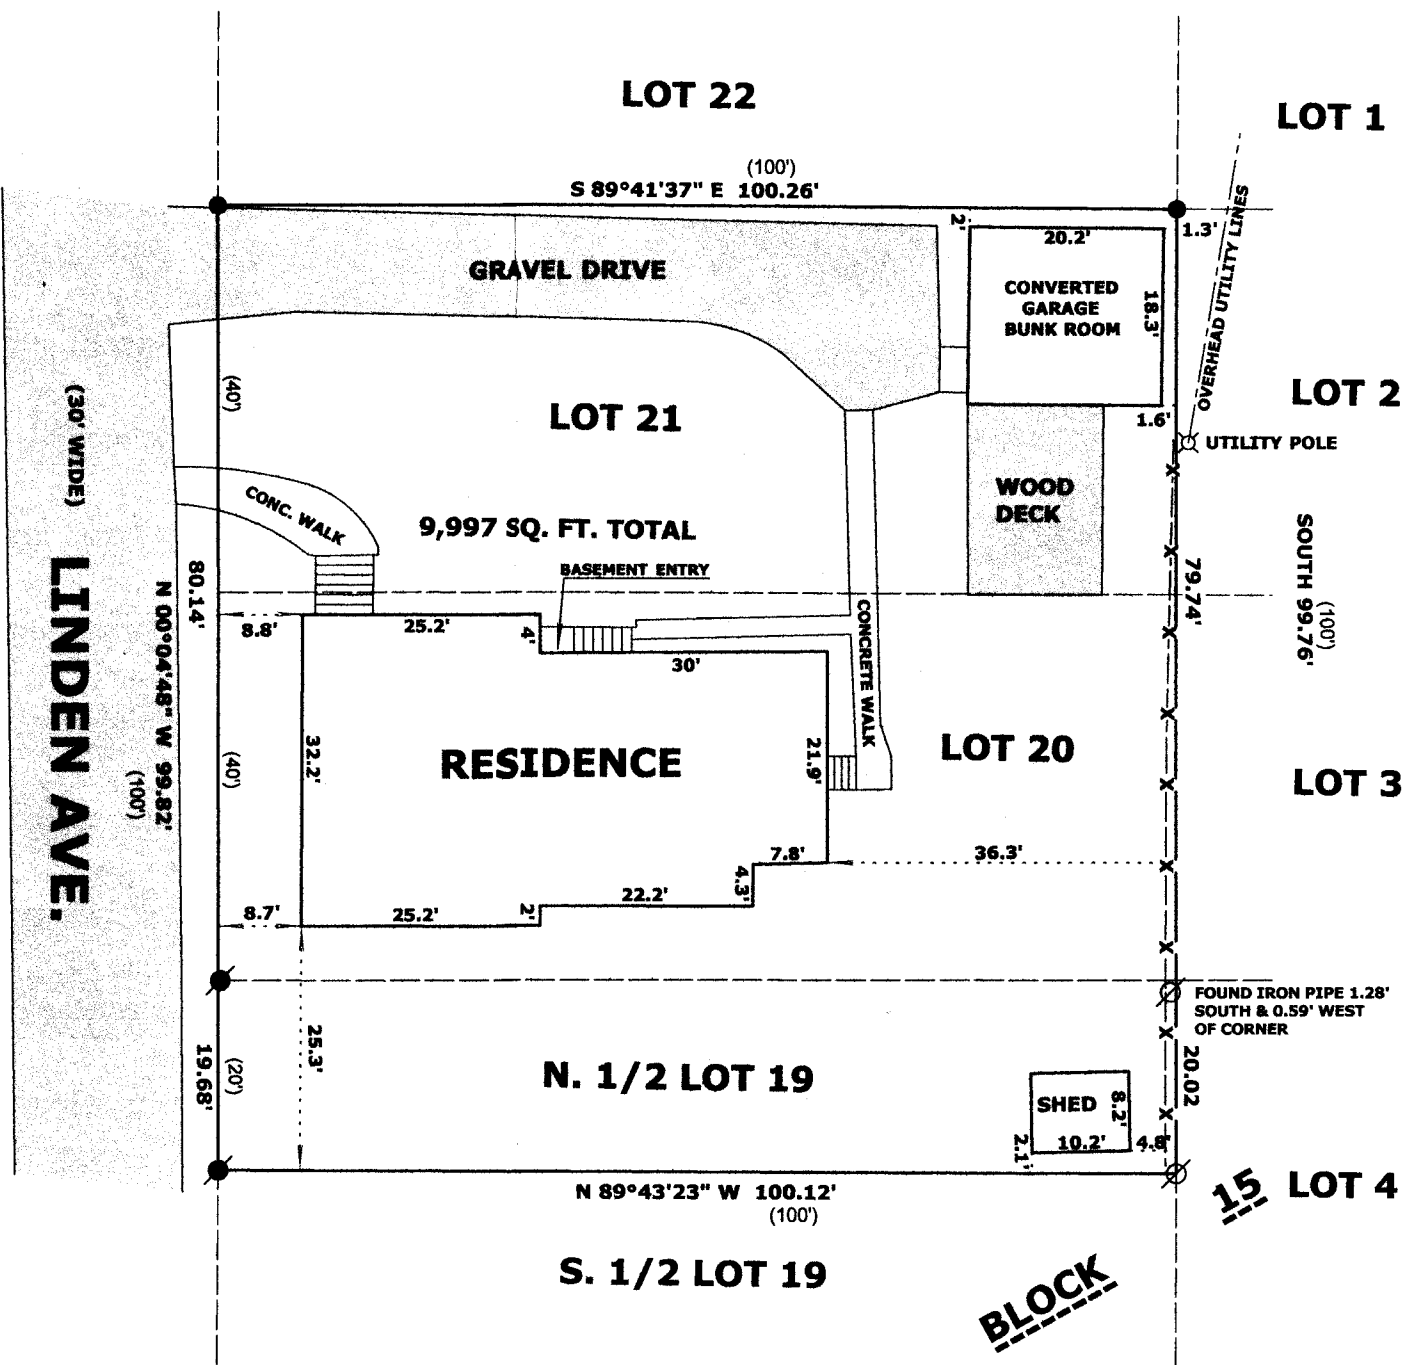 LOT 22
LOT 1
(100')
S 89°41'37" E 100.26'
2'
20.2'
1.3'
OVERHEAD UTILITY LINES
GRAVEL DRIVE
CONVERTED
GARAGE
BUNK ROOM
18.3'
(40')
LOT 21
LOT 2
1.6'
UTILITY POLE
(30' WIDE)
LINDEN AVE.
CONC. WALK
9,997 SQ. FT. TOTAL
WOOD
DECK
BASEMENT ENTRY
80.14'
N 00°04'48" W 99.82'
(100')
79.74'
SOUTH 99.76'
(100')
8.8'
25.2'
4'
30'
CONCRETE WALK
32.2'
RESIDENCE
21.9'
LOT 20
LOT 3
(40')
7.8'
36.3'
4.3'
22.2'
2'
8.7'
25.2'
FOUND IRON PIPE 1.28'
SOUTH & 0.59' WEST
OF CORNER
25.3'
19.68'
(20')
N. 1/2 LOT 19
20.02
SHED
8.2'
10.2'
4.8'
2.1'
N 89°43'23" W 100.12'
(100')
15
LOT 4
S. 1/2 LOT 19
BLOCK